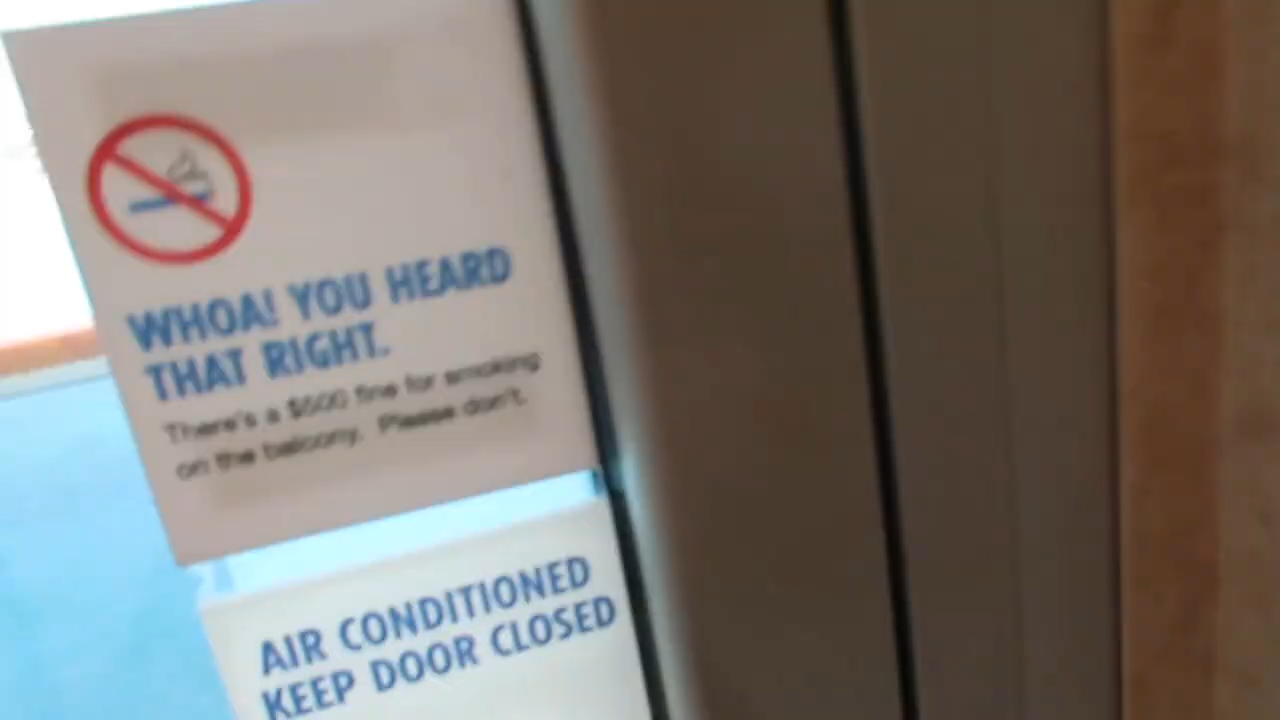 WHOA! YOU HEARD
THAT RIGHT.
There's a $500 fine for smoking
on the balcony. Please don't.
AIR CONDITIONED
KEEP DOOR CLOSED